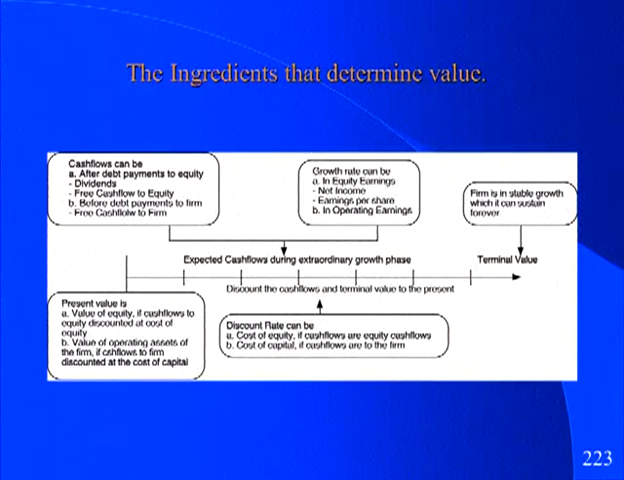 The Ingredients that determine value.
Cashflows can be
a. After debt payments to equity
- Dividends
- Free Cashflow to Equity
b. Before debt payments to firm
- Free Cashflow to Firm
Growth rate can be
a. In Equity Earnings
- Net Income
- Earnings per share
b. In Operating Earnings
Firm is in stable growth
which it can sustain
forever
Expected Cashflows during extraordinary growth phase
Terminal Value
Discount the cashflows and terminal value to the present
Present value is
a. Value of equity, if cashflows to
equity discounted at cost of
equity
b. Value of operating assets of
the firm, if cshflows to firm
discounted at the cost of capital
Discount Rate can be
a. Cost of equity, if cashflows are equity cashflows
b. Cost of capital, if cashflows are to the firm
223